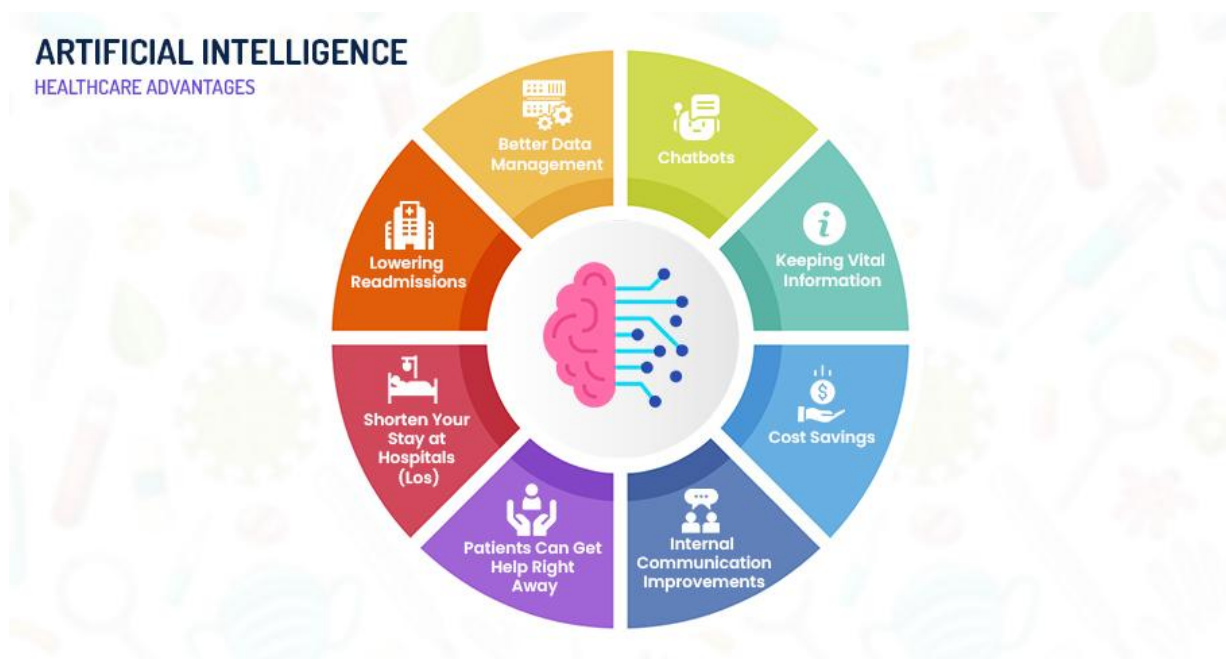 ARTIFICIAL INTELLIGENCE
HEALTHCARE ADVANTAGES
Better Data
Management
Chatbots
Keeping Vital
Information
Cost Savings
Internal
Communication
Improvements
Patients Can Get
Help Right
Away
Shorten Your
Stay at
Hospitals
(Los)
Lowering
Readmissions